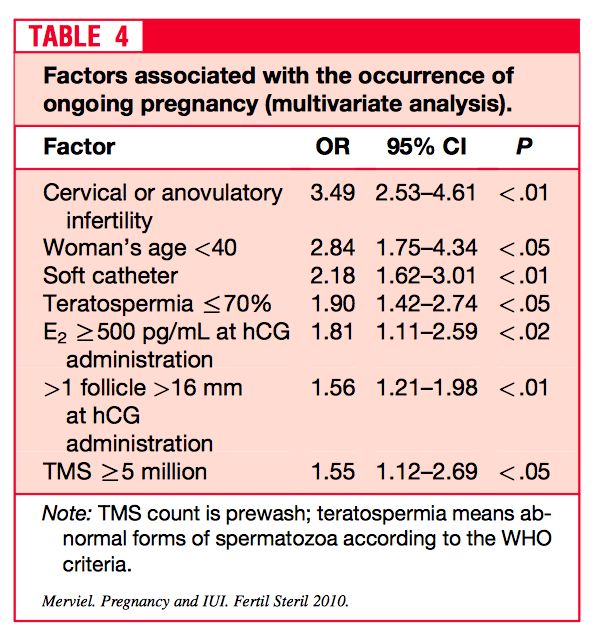 TABLE 4
Factors associated with the occurrence of
ongoing pregnancy (multivariate analysis).
Factor OR 95% CI P
Cervical or anovulatory 3.49 2.53–4.61 <.01
infertility
Woman's age <40 2.84 1.75–4.34 <.05
Soft catheter 2.18 1.62–3.01 <.01
Teratospermia ≤70% 1.90 1.42–2.74 <.05
E₂ ≥500 pg/mL at hCG 1.81 1.11–2.59 <.02
administration
>1 follicle >16 mm 1.56 1.21–1.98 <.01
at hCG
administration
TMS ≥5 million 1.55 1.12–2.69 <.05
Note: TMS count is prewash; teratospermia means ab-
normal forms of spermatozoa according to the WHO
criteria.
Merviel. Pregnancy and IUI. Fertil Steril 2010.